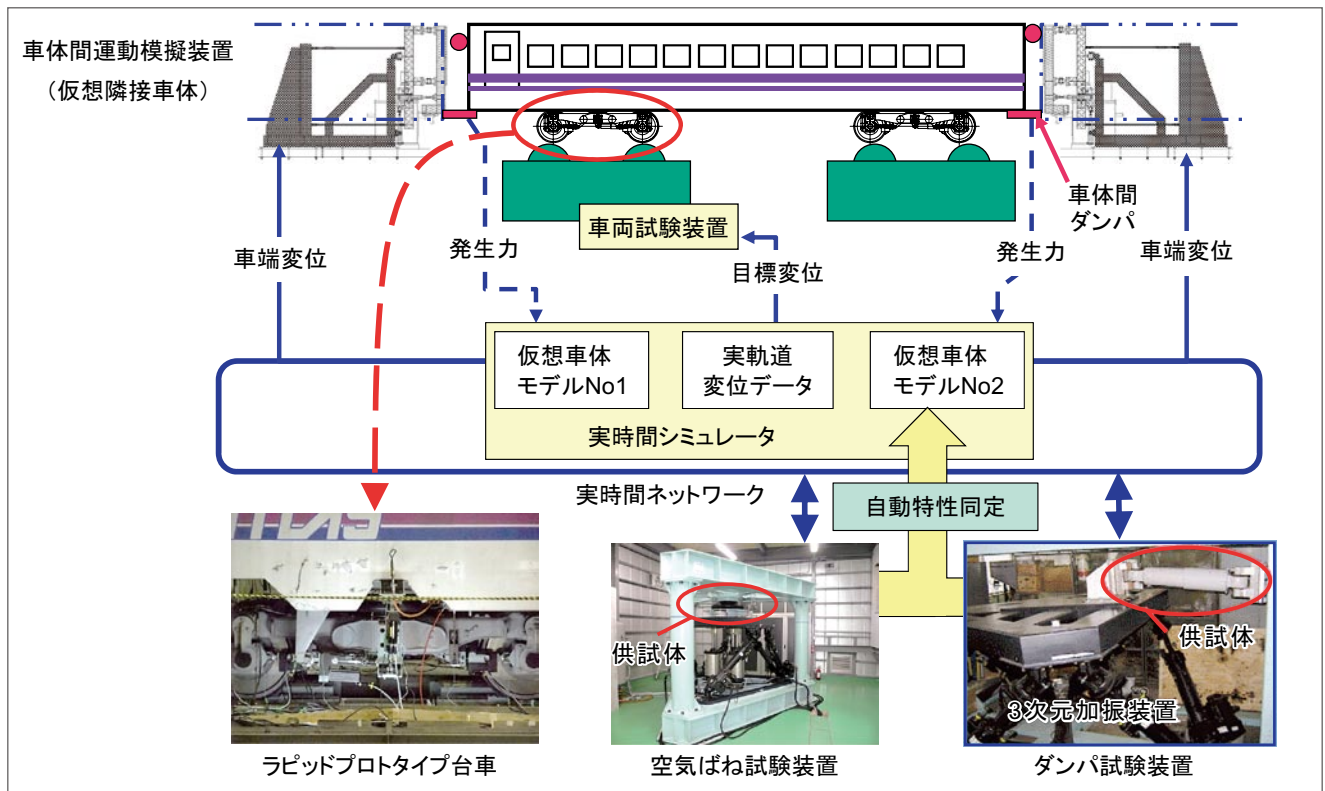 車体間運動模擬装置
（仮想隣接車体）
車体間
ダンパ
車両試験装置
車端変位
発生力
目標変位
発生力
車端変位
仮想車体
モデルNo1
実軌道
変位データ
仮想車体
モデルNo2
実時間シミュレータ
実時間ネットワーク
自動特性同定
供試体
供試体
3次元加振装置
ラピッドプロトタイプ台車
空気ばね試験装置
ダンパ試験装置